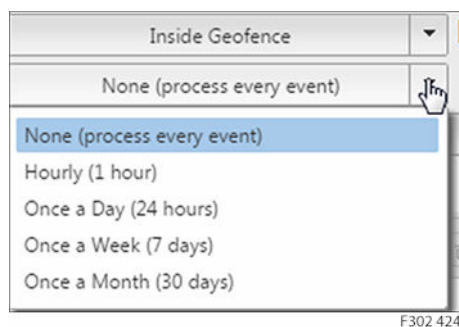 Inside Geofence
None (process every event)
None (process every event)
Hourly (1 hour)
Once a Day (24 hours)
Once a Week (7 days)
Once a Month (30 days)
F302 424